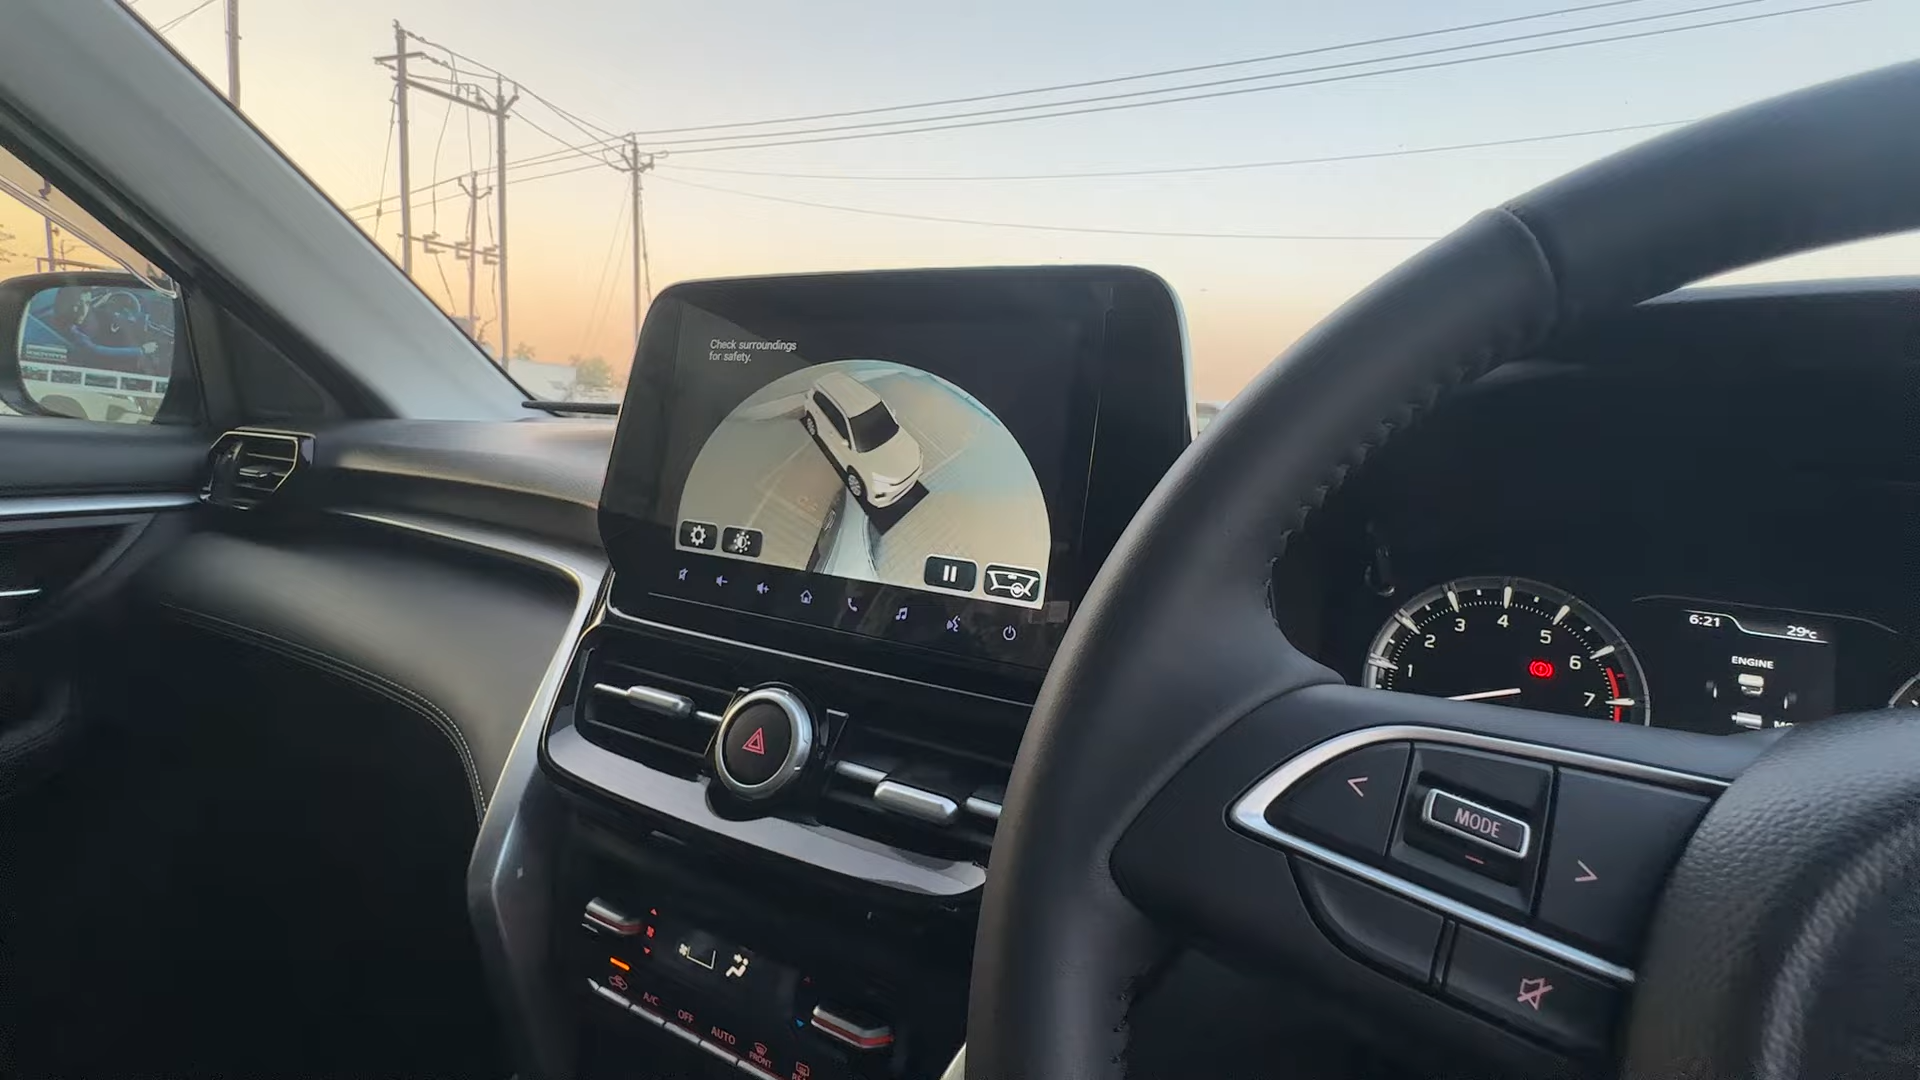 Check surroundings
for safety.
1
2
3
4
5
6
7
6:21
29°C
ENGINE
MODE
A/C
OFF
AUTO
FRONT